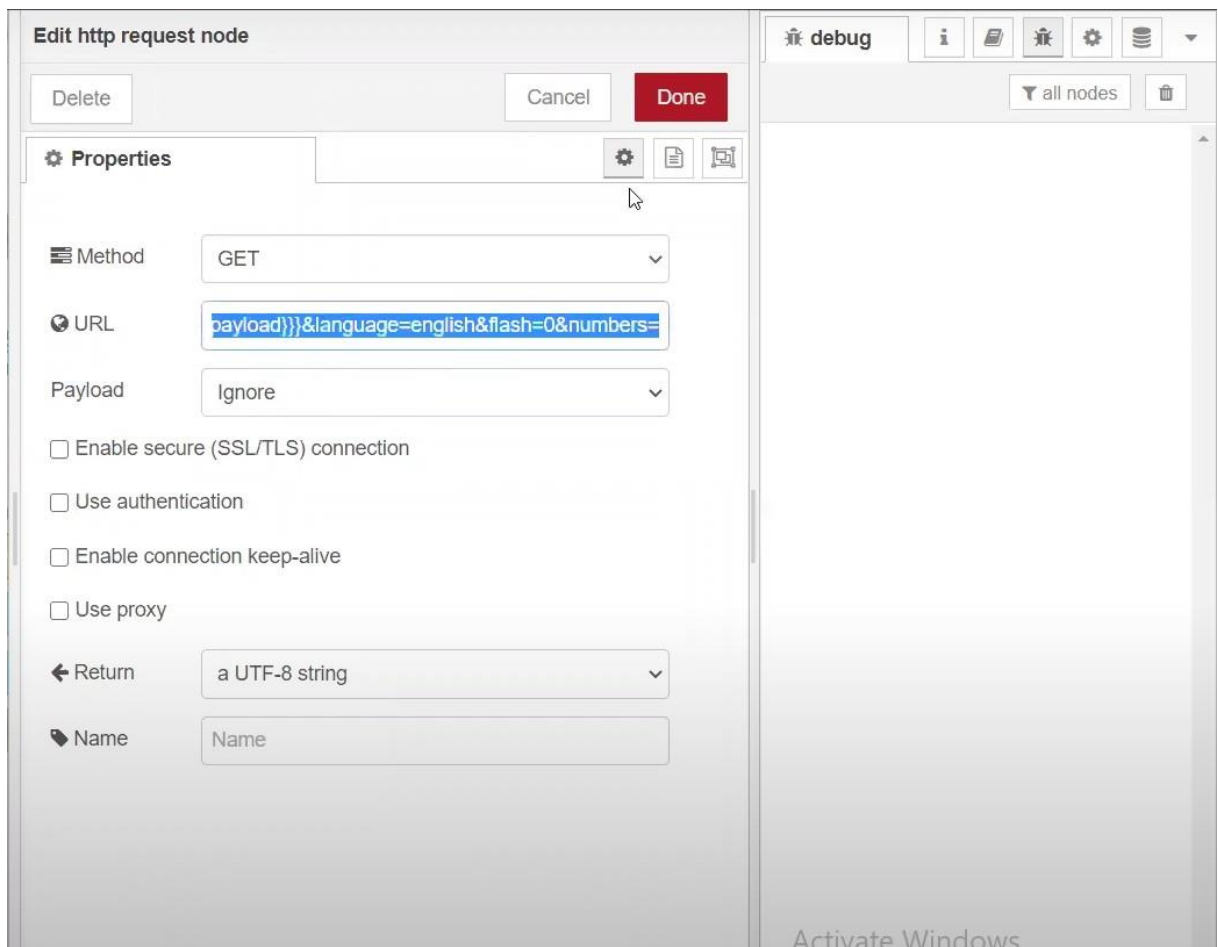 Edit http request node
debug
all nodes
Delete
Cancel
Done
Properties
Method
GET
URL
payload}}}&language=english&flash=0&numbers=
Payload
Ignore
Enable secure (SSL/TLS) connection
Use authentication
Enable connection keep-alive
Use proxy
Return
a UTF-8 string
Name
Name
Activate Windows